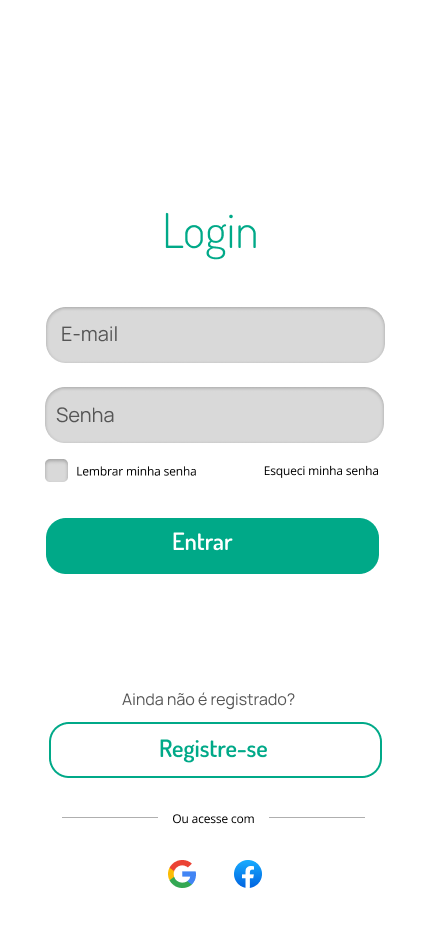 Login
E-mail
Senha
Lembrar minha senha
Esqueci minha senha
Entrar
Ainda não é registrado?
Registre-se
Ou acesse com